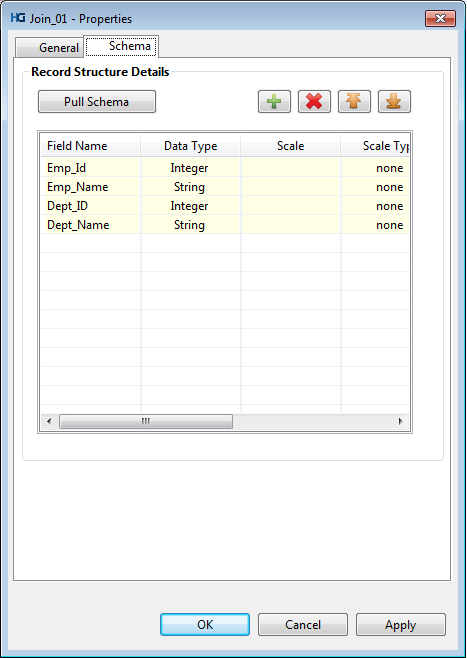 HG Join_01 - Properties
General Schema
Record Structure Details
Pull Schema
Field Name Data Type Scale Scale Typ
Emp_Id Integer none
Emp_Name String none
Dept_ID Integer none
Dept_Name String none
OK Cancel Apply